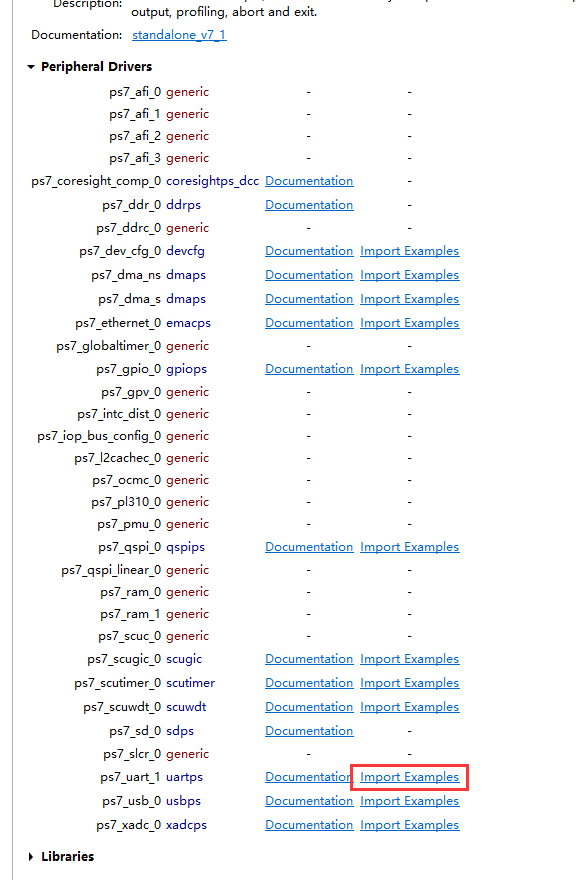 Description:
output, profiling, abort and exit.
Documentation: standalone_v7_1
Peripheral Drivers
ps7_afi_0 generic - -
ps7_afi_1 generic - -
ps7_afi_2 generic - -
ps7_afi_3 generic - -
ps7_coresight_comp_0 coresightps_dcc Documentation -
ps7_ddr_0 ddrps Documentation -
ps7_ddrc_0 generic - -
ps7_dev_cfg_0 devcfg Documentation Import Examples
ps7_dma_ns dmaps Documentation Import Examples
ps7_dma_s dmaps Documentation Import Examples
ps7_ethernet_0 emacps Documentation Import Examples
ps7_globaltimer_0 generic - -
ps7_gpio_0 gpiops Documentation Import Examples
ps7_gpv_0 generic - -
ps7_intc_dist_0 generic - -
ps7_iop_bus_config_0 generic - -
ps7_l2cachec_0 generic - -
ps7_ocmc_0 generic - -
ps7_pl310_0 generic - -
ps7_pmu_0 generic - -
ps7_qspi_0 qspips Documentation Import Examples
ps7_qspi_linear_0 generic - -
ps7_ram_0 generic - -
ps7_ram_1 generic - -
ps7_scuc_0 generic - -
ps7_scugic_0 scugic Documentation Import Examples
ps7_scutimer_0 scutimer Documentation Import Examples
ps7_scuwdt_0 scuwdt Documentation Import Examples
ps7_sd_0 sdps Documentation -
ps7_slcr_0 generic - -
ps7_uart_1 uartps Documentation Import Examples
ps7_usb_0 usbps Documentation Import Examples
ps7_xadc_0 xadcps Documentation Import Examples
Libraries